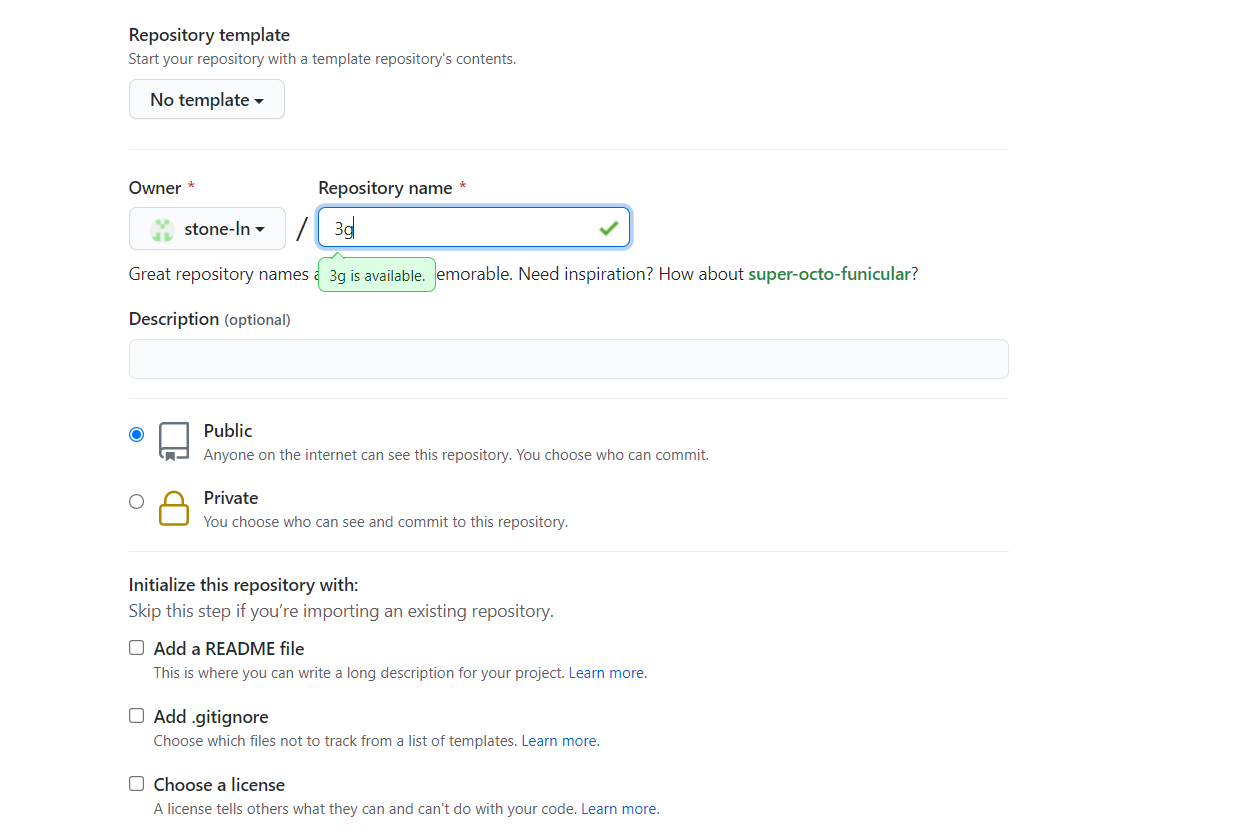 Repository template
Start your repository with a template repository's contents.
No template
Owner * Repository name *
stone-ln / 3g
Great repository names a 3g is available. emorable. Need inspiration? How about super-octo-funicular?
Description (optional)
Public
Anyone on the internet can see this repository. You choose who can commit.
Private
You choose who can see and commit to this repository.
Initialize this repository with:
Skip this step if you’re importing an existing repository.
Add a README file
This is where you can write a long description for your project. Learn more.
Add .gitignore
Choose which files not to track from a list of templates. Learn more.
Choose a license
A license tells others what they can and can't do with your code. Learn more.